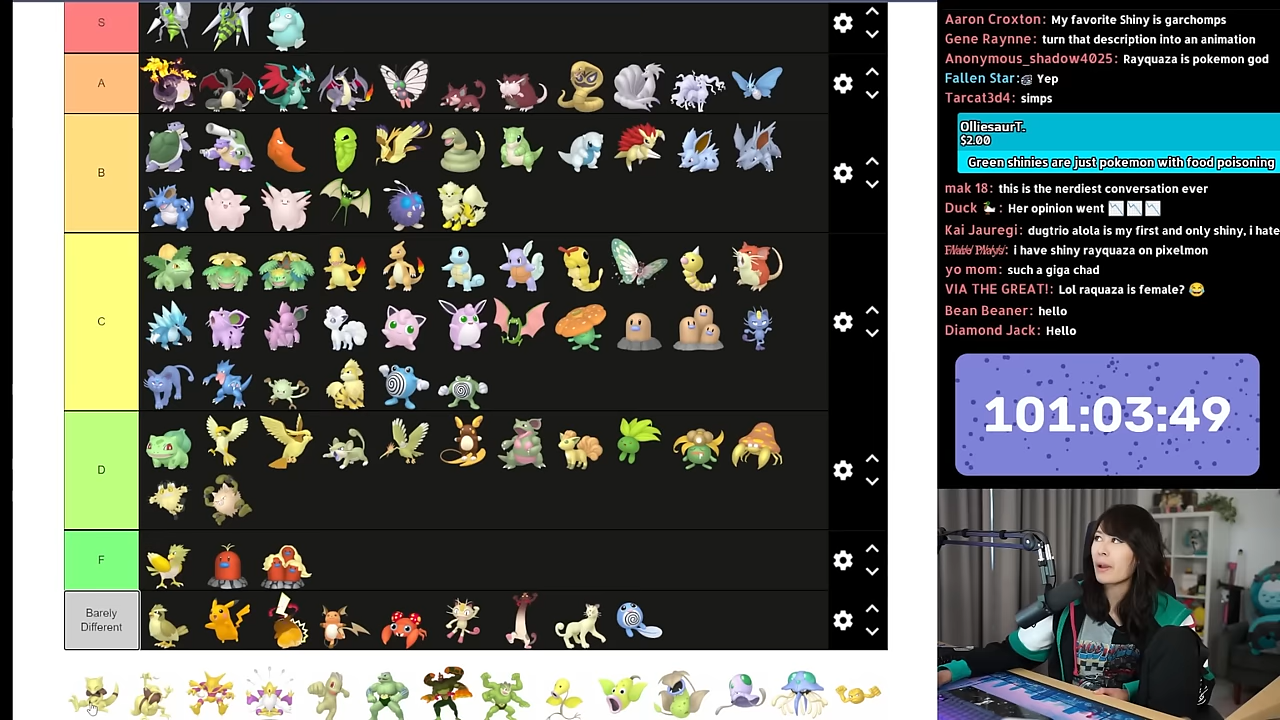 S
A
B
C
D
F
Barely
Different
Aaron Croxton: My favorite Shiny is garchomps
Gene Raynne: turn that description into an animation
Anonymous_shadow4025: Rayquaza is pokemon god
Fallen Star: Yep
Tarcat3d4: simps
OlliesaurT.
$2.00
Green shinies are just pokemon with food poisoning
mak 18: this is the nerdiest conversation ever
Duck 🦆: Her opinion went 📉📉📉
Kai Jauregi: dugtrio alola is my first and only shiny, i hate
i have shiny rayquaza on pixelmon
yo mom: such a giga chad
VIA THE GREAT!: Lol raquaza is female? 😂
Bean Beaner: hello
Diamond Jack: Hello
101:03:49